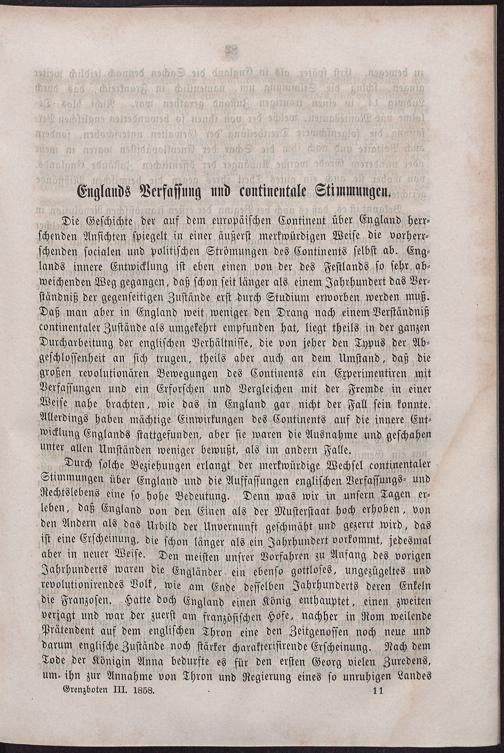 Englands Verfassung und continentale Stimmungen.
Die Geschichte der auf dem europäischen Continent über England herr-
schenden Ansichten spiegelt in einer äußerst merkwürdigen Weise die vorherr-
schenden socialen und politischen Strömungen des Continents selbst ab. Eng-
lands innere Entwicklung ist eben einen von der des Festlands so sehr ab-
weichenden Weg gegangen, daß schon seit länger als einem Jahrhundert das Ver-
ständniß der gegenseitigen Zustände erst durch Studium erworben werden muß.
Daß man aber in England weit weniger den Drang nach einem Verständniß
continentaler Zustände als umgekehrt empfunden hat, liegt theils in der ganzen
Durcharbeitung der englischen Verhältnisse, die von jeher den Typus der Ab-
geschlossenheit an sich trugen, theils aber auch an dem Umstand, daß die
großen revolutionären Bewegungen des Continents ein Experimentiren mit
Verfassungen und ein Erforschen und Vergleichen mit der Fremde in einer
Weise nahe brachten, wie das in England gar nicht der Fall sein konnte.
Allerdings haben mächtige Einwirkungen des Continents auf die innere Ent-
wicklung Englands stattgefunden, aber sie waren die Ausnahme und geschahen
unter allen Umständen weniger bewußt, als im andern Falle.
Durch solche Beziehungen erlangt der merkwürdige Wechsel continentaler
Stimmungen über England und die Auffassungen englischen Verfassungs- und
Rechtslebens eine so hohe Bedeutung. Denn was wir in unsern Tagen er-
leben, daß England von den Einen als der Musterstaat hoch erhoben, von
den Andern als das Urbild der Unvernunft geschmäht und gezerrt wird, das
ist eine Erscheinung, die schon länger als ein Jahrhundert vorkommt, jedesmal
aber in neuer Weise. Den meisten unsrer Vorfahren zu Anfang des vorigen
Jahrhunderts waren die Engländer ein ebenso gottloses, ungezügeltes und
revolutionirendes Volk, wie am Ende desselben Jahrhunderts deren Enkeln
die Franzosen. Hatte doch England einen König enthauptet, einen zweiten
verjagt und war der zuerst am französischen Hofe, nachher in Rom weilende
Prätendent auf dem englischen Thron eine den Zeitgenossen noch neue und
darum englische Zustände noch stärker charakterisirende Erscheinung. Nach dem
Tode der Königin Anna bedurfte es für den ersten Georg vielen Zuredens,
um ihn zur Annahme von Thron und Regierung eines so unruhigen Landes
Grenzboten III. 1858. 11